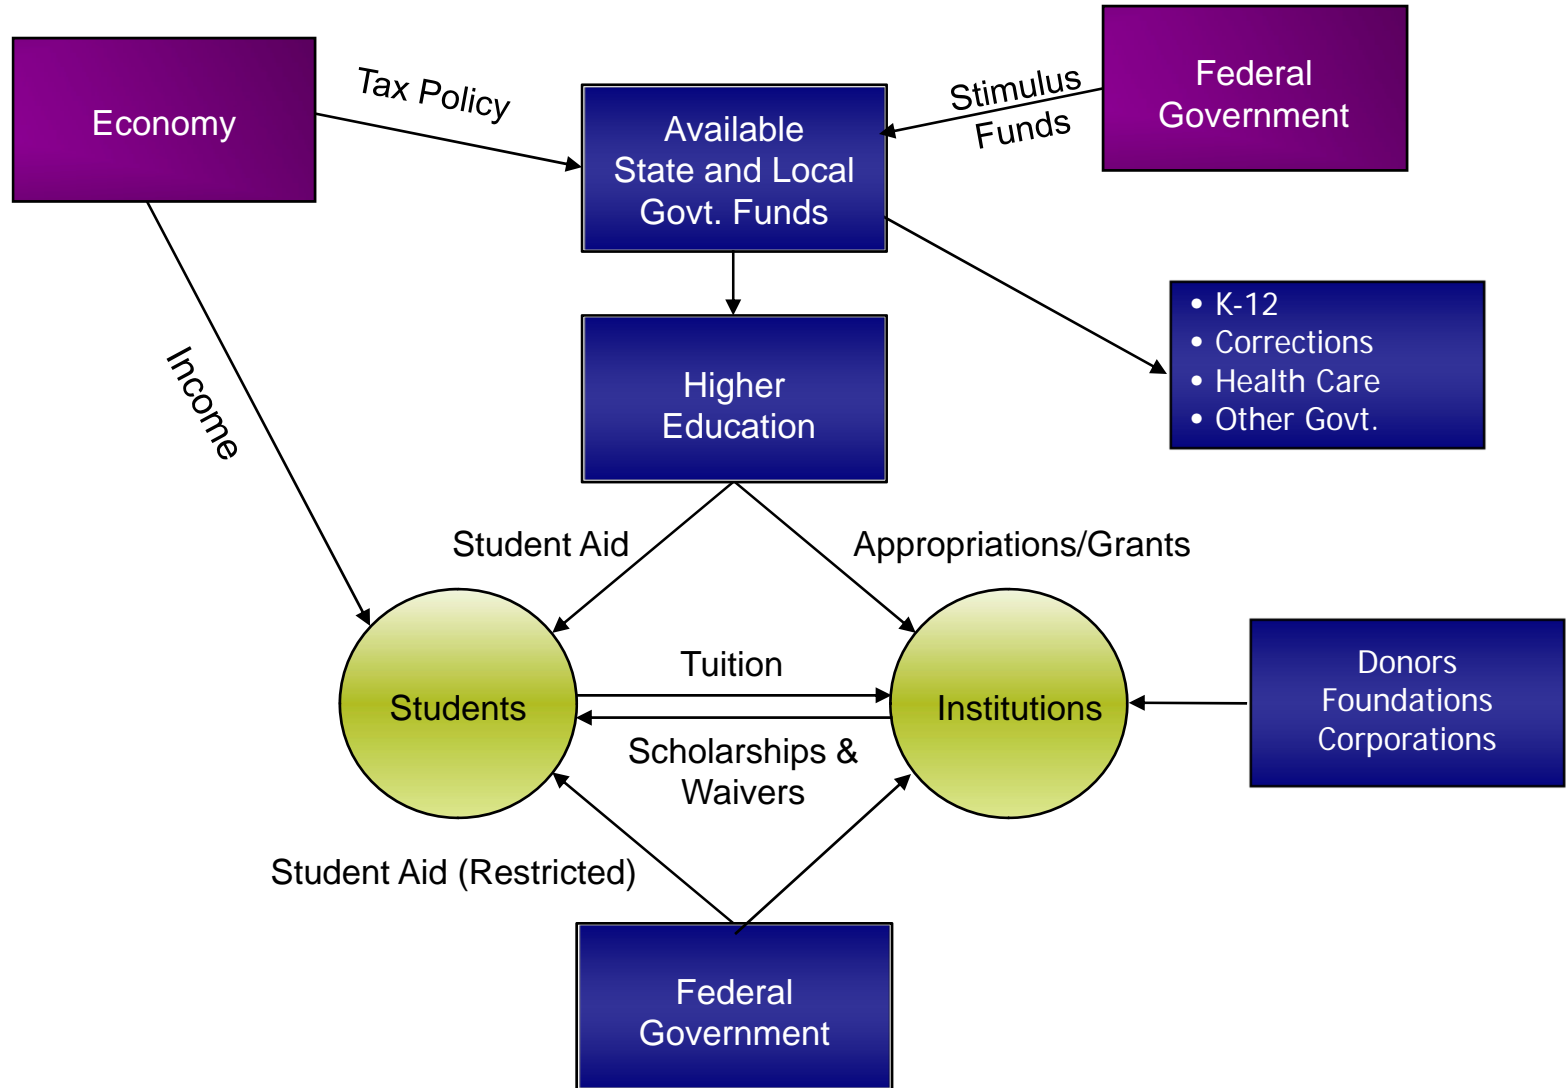 Economy
Tax Policy
Available
State and Local
Govt. Funds
Stimulus
Funds
Federal
Government
• K-12
• Corrections
• Health Care
• Other Govt.
Income
Higher
Education
Student Aid
Appropriations/Grants
Students
Tuition
Scholarships &
Waivers
Institutions
Donors
Foundations
Corporations
Student Aid (Restricted)
Federal
Government